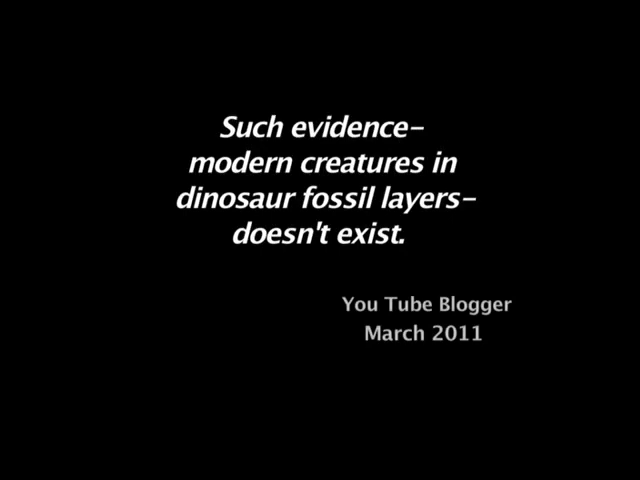 Such evidence-
modern creatures in
dinosaur fossil layers-
doesn't exist.
You Tube Blogger
March 2011